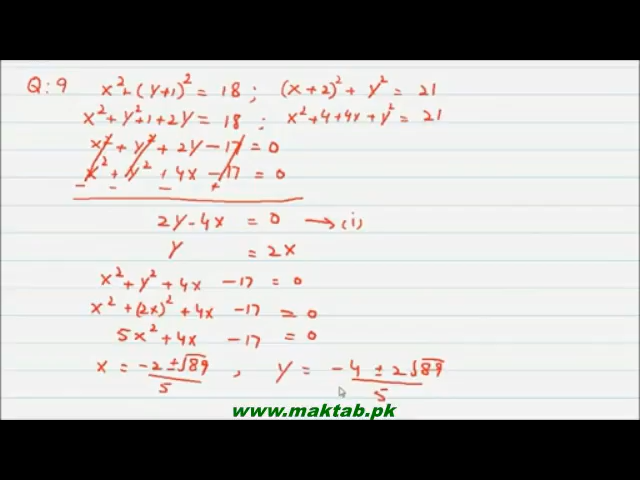 Q:9 x² + (y+1)² = 18 ; (x+2)² + y² = 21
x² + y² + 1 + 2y = 18 ; x² + 4 + 4x + y² = 21
x² + y² + 2y - 17 = 0
x² + y² + 4x - 17 = 0
- - - +
2y - 4x = 0 → (i)
y = 2x
x² + y² + 4x - 17 = 0
x² + (2x)² + 4x - 17 = 0
5x² + 4x - 17 = 0
x = -2 ± √89 / 5 , y = -4 ± 2√89 / 5
www.maktab.pk